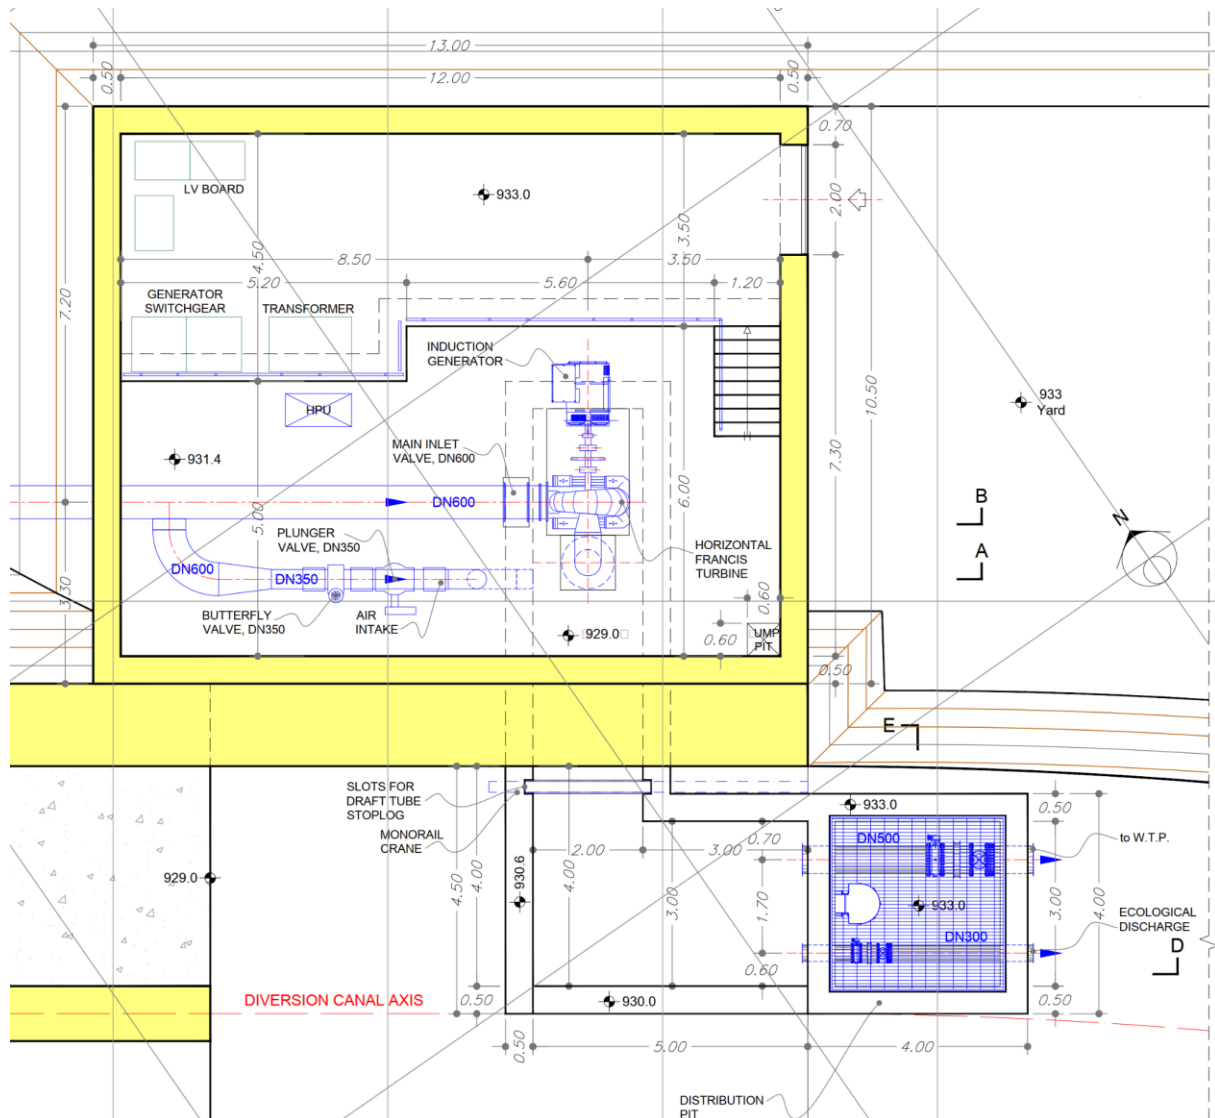 13.00
0.50
12.00
0.50
0.70
LV BOARD
933.0
2.00
3.50
4.50
8.50
3.50
5.20
5.60
1.20
7.20
GENERATOR
SWITCHGEAR
TRANSFORMER
INDUCTION
GENERATOR
10.50
933
Yard
HPU
MAIN INLET
VALVE, DN600
931.4
7.30
DN600
6.00
B
5.00
PLUNGER
VALVE, DN350
N
HORIZONTAL
FRANCIS
TURBINE
A
DN600
DN350
3.30
0.60
BUTTERFLY
VALVE, DN350
AIR
INTAKE
929.0
0.60
UMP
PIT
0.50
E
SLOTS FOR
DRAFT TUBE
STOPLOG
MONORAIL
CRANE
933.0
0.50
DN500
to W.T.P.
0.70
2.00
3.00
929.0
930.6
4.50
4.00
4.00
3.00
1.70
933.0
3.00
4.00
ECOLOGICAL
DISCHARGE
DN300
D
0.60
DIVERSION CANAL AXIS
0.50
930.0
0.50
0.50
5.00
4.00
DISTRIBUTION
PIT